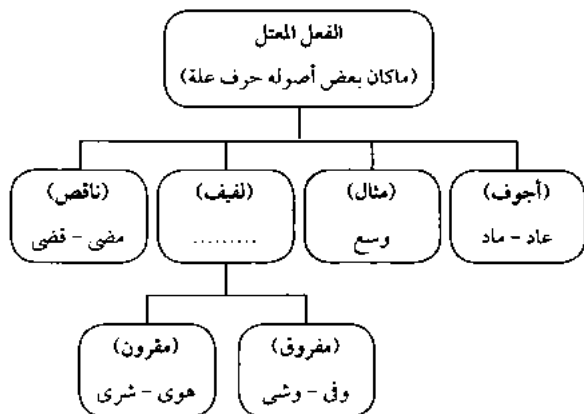 الفعل المعتل
(ماكان بعض أصوله حرف علة)
(أجوف)
عاد - ماد
(مثال)
وسع
(لفيف)
.........
(ناقص)
مضى - قضى
(مفروق)
وفى - وشى
(مقرون)
هوى - شرى